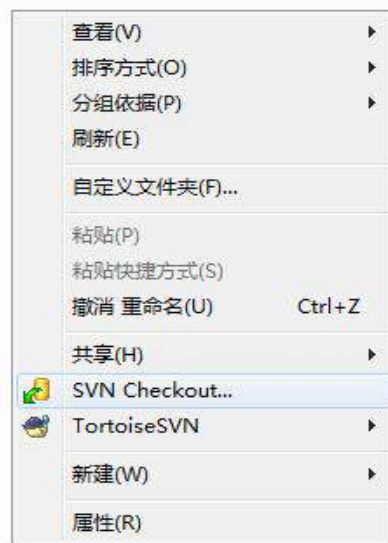 查看(V)
排序方式(O)
分组依据(P)
刷新(E)
自定义文件夹(F)...
粘贴(P)
粘贴快捷方式(S)
撤消 重命名(U) Ctrl+Z
共享(H)
SVN Checkout...
TortoiseSVN
新建(W)
属性(R)